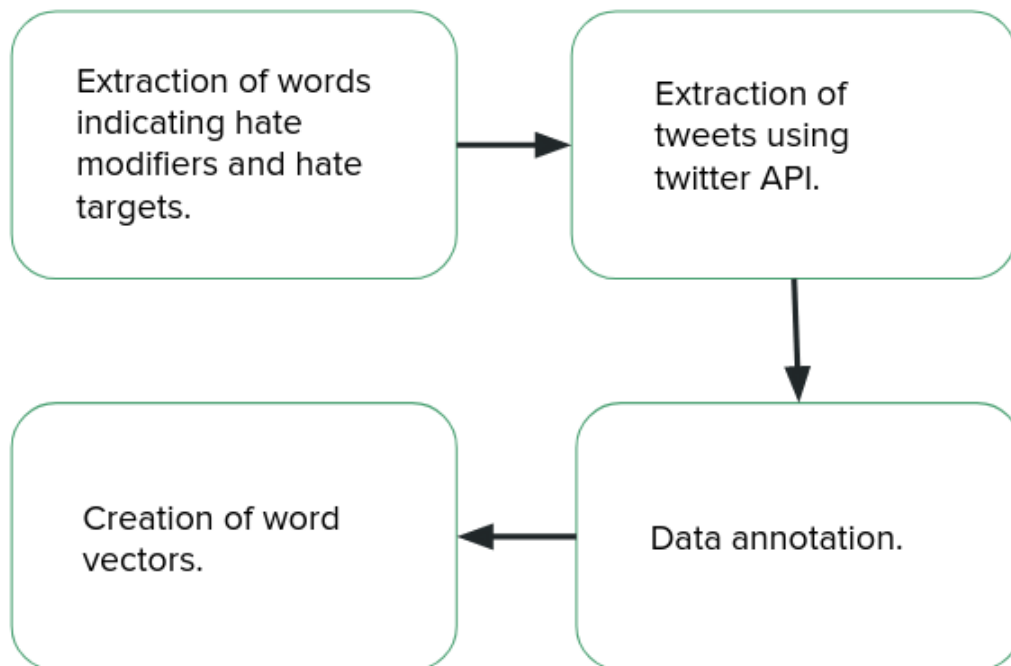 Extraction of words
indicating hate
modifiers and hate
targets.
Extraction of
tweets using
twitter API.
Data annotation.
Creation of word
vectors.